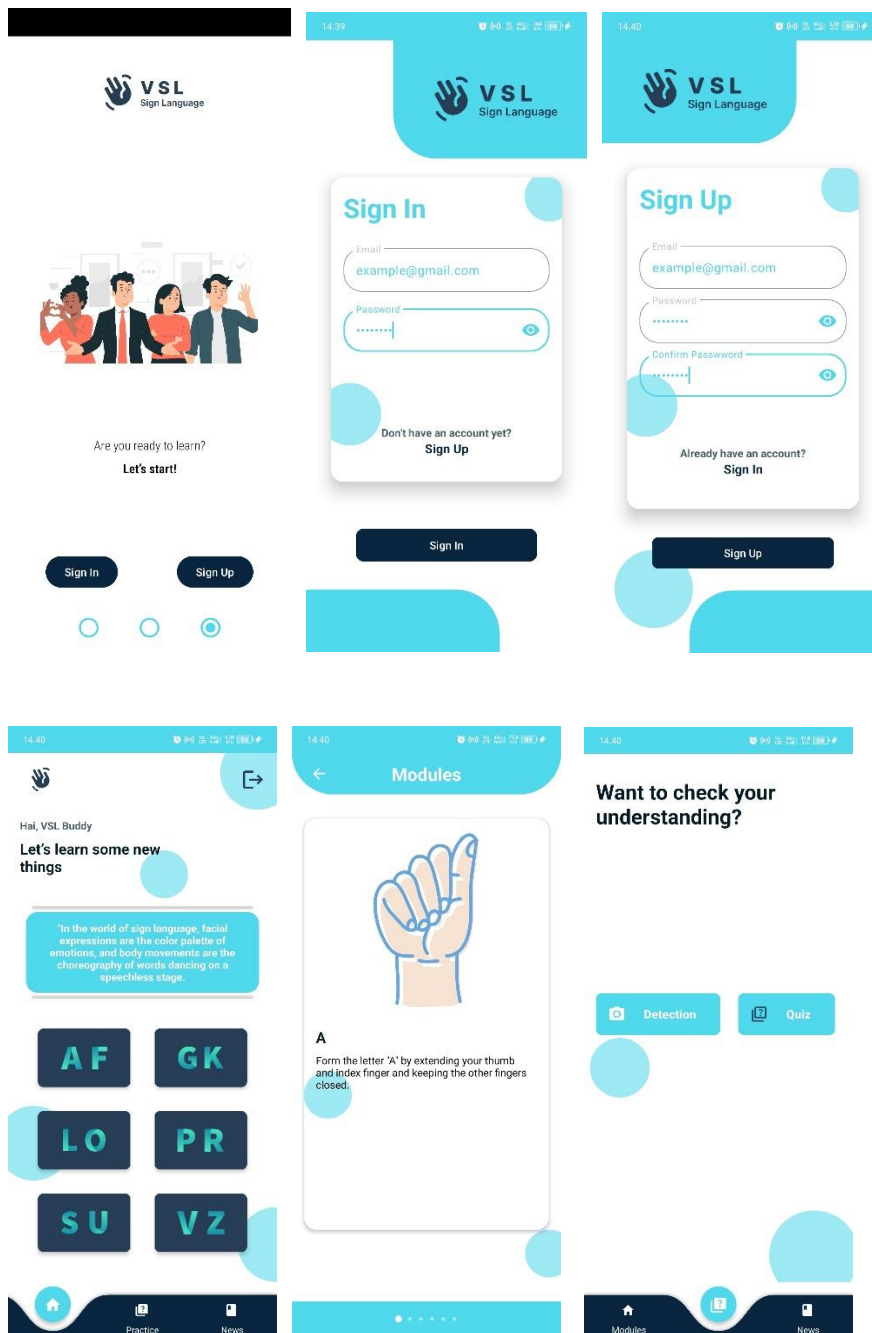 VSL
Sign Language
Are you ready to learn?
Let's start!
Sign In
Sign Up
14.39
VSL
Sign Language
Sign In
Email
example@gmail.com
Password
Don't have an account yet?
Sign Up
Sign In
14.40
VSL
Sign Language
Sign Up
Email
example@gmail.com
Password
Confirm Passwword
Already have an account?
Sign In
Sign Up
14.40
Hai, VSL Buddy
Let's learn some new
things
"In the world of sign language, facial
expressions are the color palette of
emotions, and body movements are the
choreography of words dancing on a
speechless stage.
A F
G K
L O
P R
S U
V Z
Practice
News
14.40
Modules
A
Form the letter "A" by extending your thumb
and index finger and keeping the other fingers
closed.
14.40
Want to check your
understanding?
Detection
Quiz
Modules
News